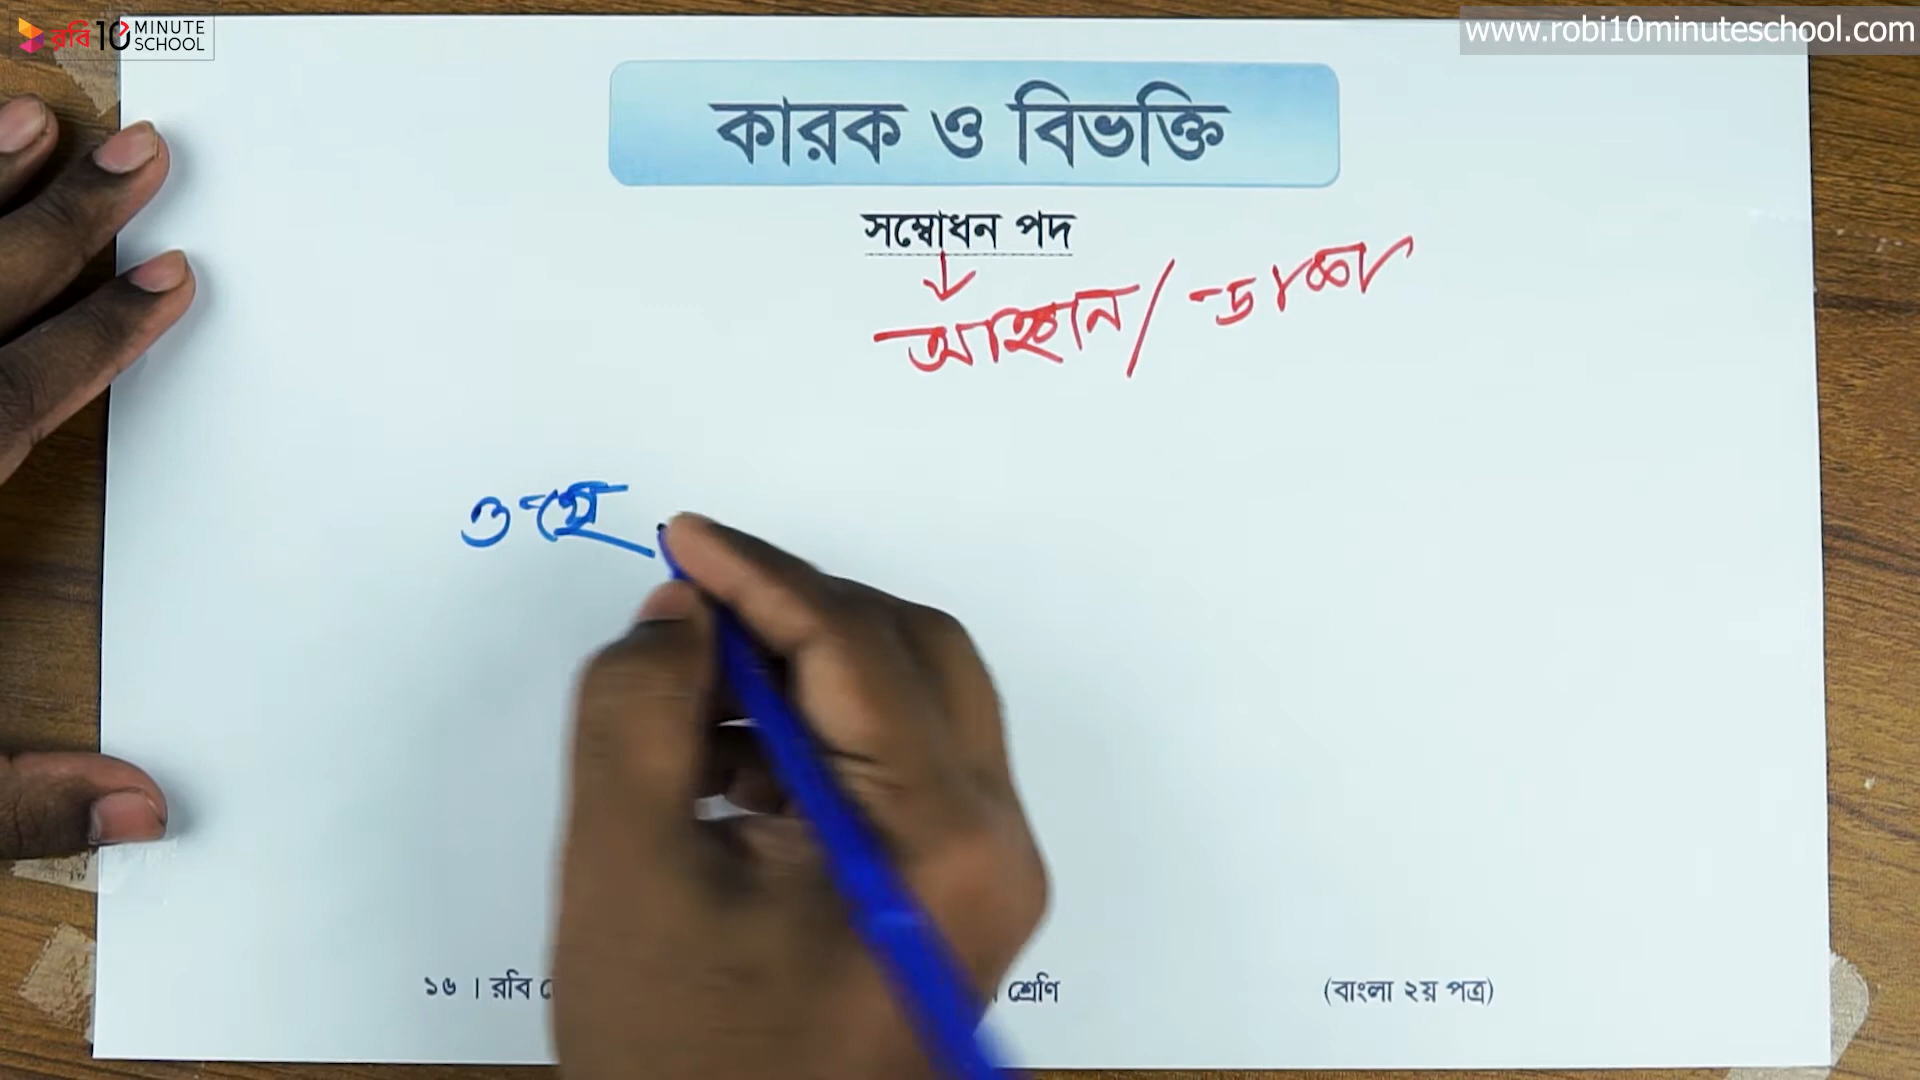 রবি 10 MINUTE SCHOOL
www.robi10minuteschool.com
কারক ও বিভক্তি
সম্বোধন পদ
আহ্বান / ডাকা
ওহে
১৬ । রবি শ্রেণি (বাংলা ২য় পত্র)